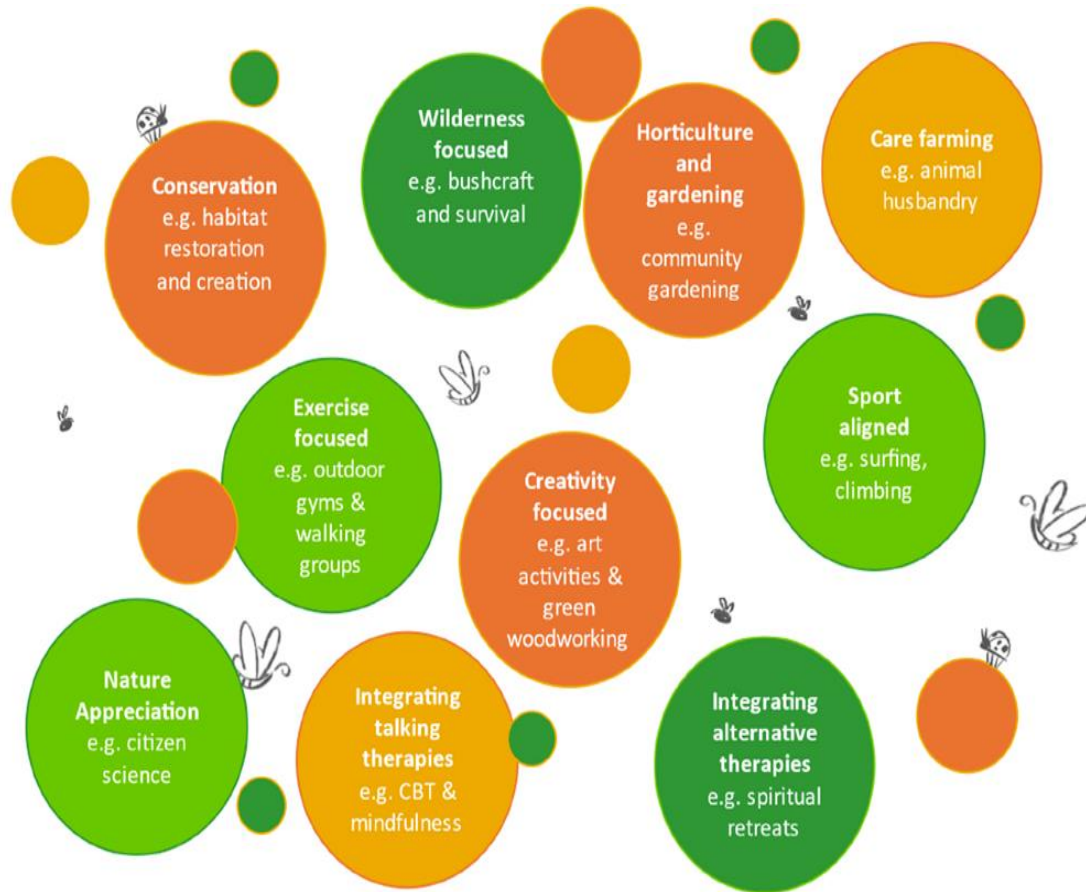 Conservation
e.g. habitat
restoration
and creation
Wilderness
focused
e.g. bushcraft
and survival
Horticulture
and
gardening
e.g.
community
gardening
Care farming
e.g. animal
husbandry
Exercise
focused
e.g. outdoor
gyms &
walking
groups
Creativity
focused
e.g. art
activities &
green
woodworking
Sport
aligned
e.g. surfing,
climbing
Nature
Appreciation
e.g. citizen
science
Integrating
talking
therapies
e.g. CBT &
mindfulness
Integrating
alternative
therapies
e.g. spiritual
retreats